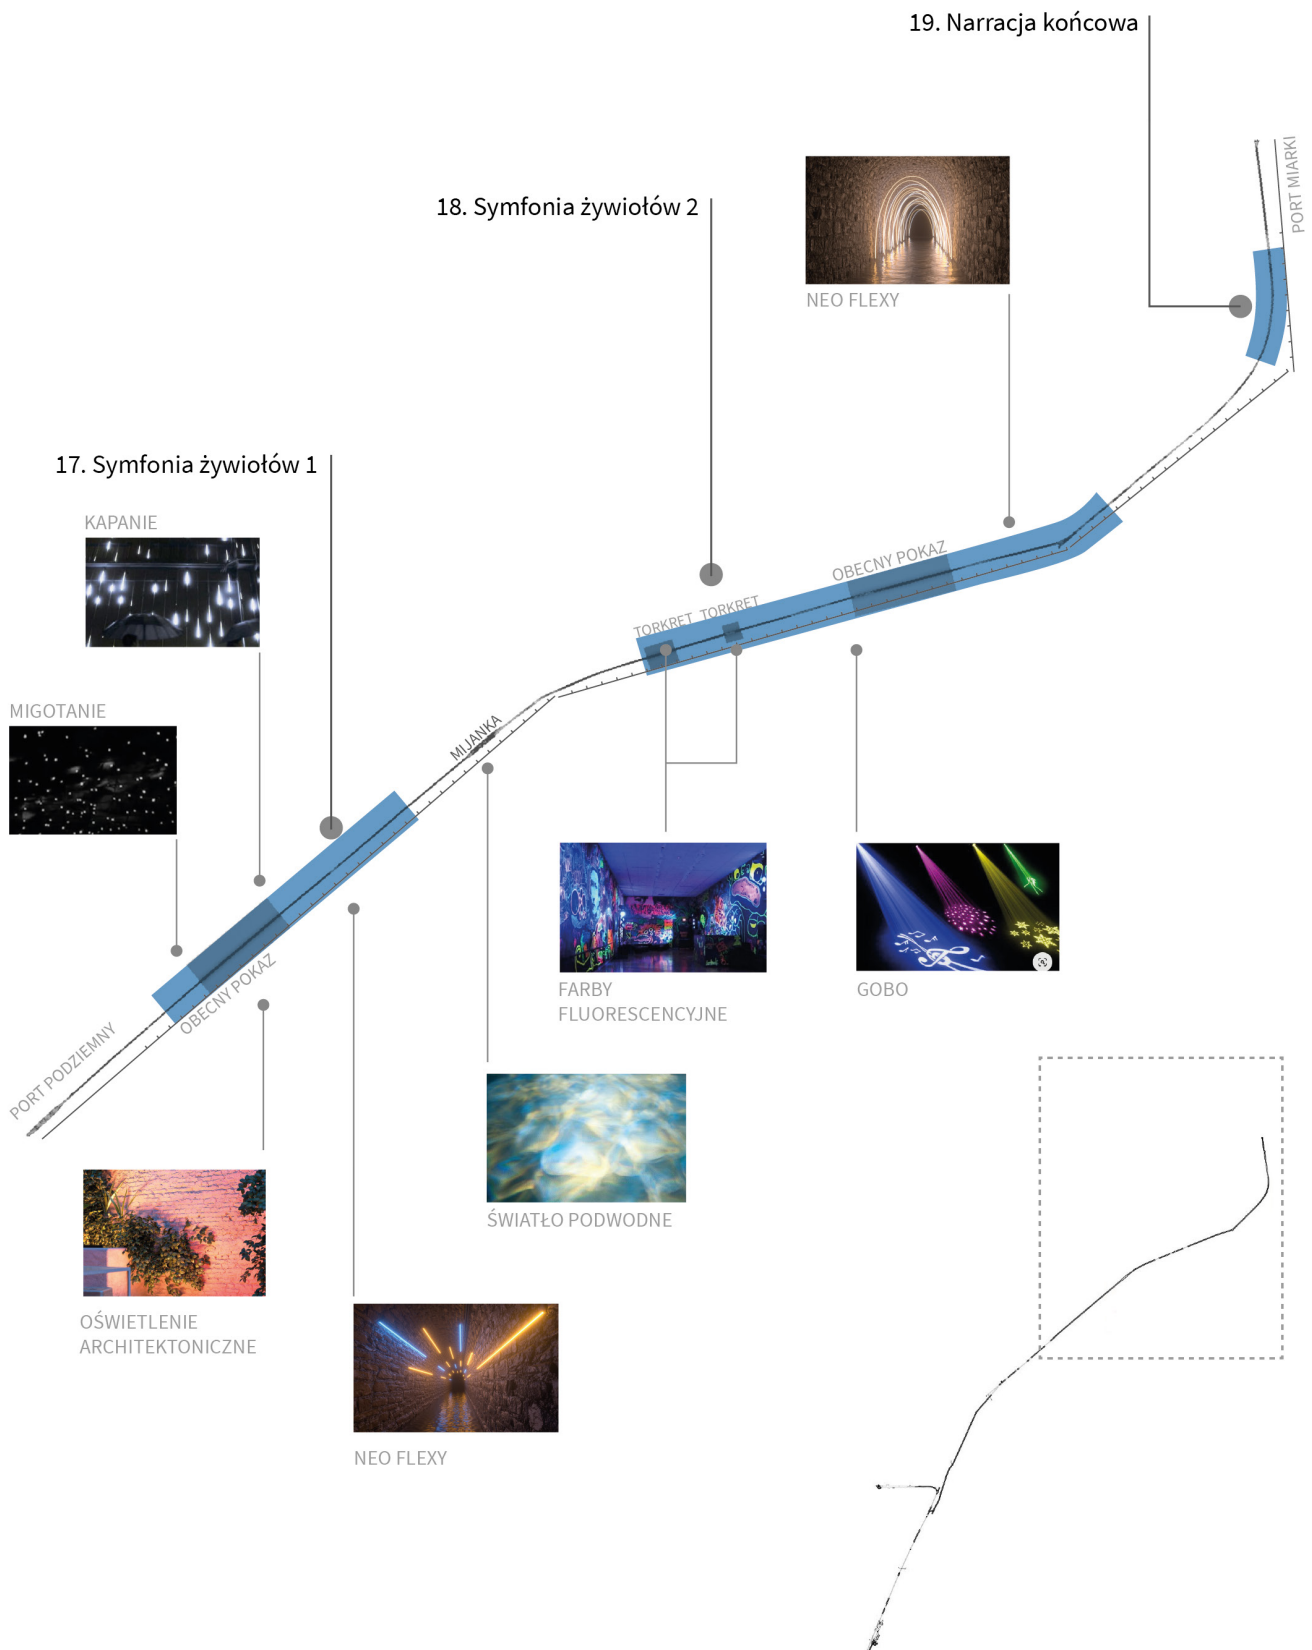 19. Narracja końcowa
PORT MIARKI
18. Symfonia żywiołów 2
NEO FLEXY
17. Symfonia żywiołów 1
KAPANIE
OBECNY POKAZ
TORKRET
TORKRET
MIGOTANIE
MIJANKA
OBECNY POKAZ
FARBY
FLUORESCENCYJNE
GOBO
PORT PODZIEMNY
ŚWIATŁO PODWODNE
OŚWIETLENIE
ARCHITEKTONICZNE
NEO FLEXY